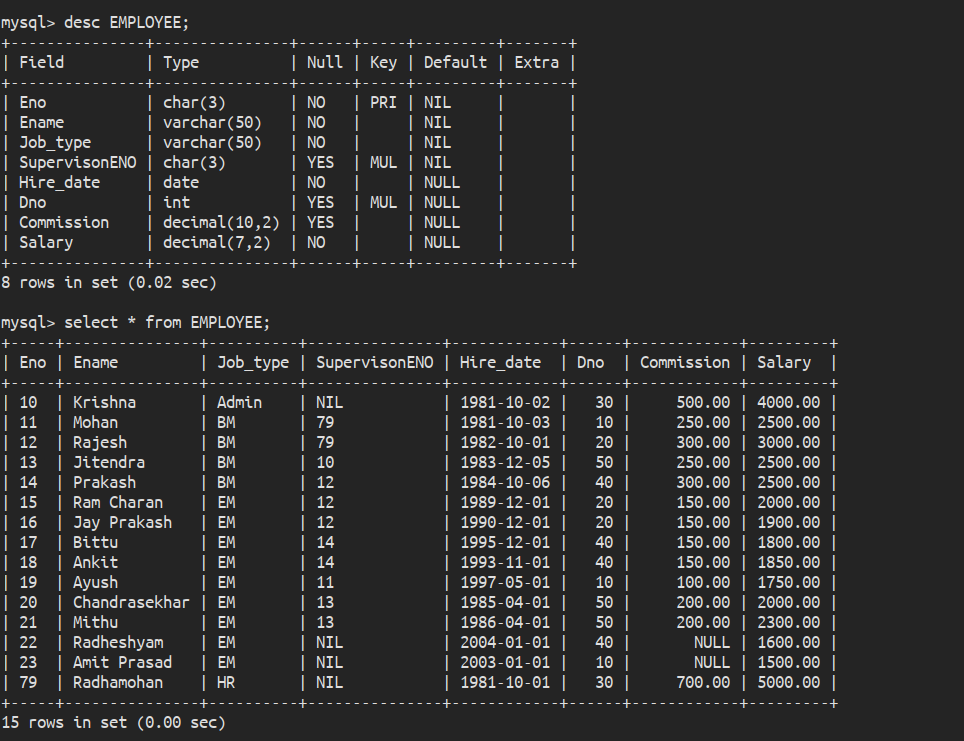 mysql> desc EMPLOYEE;
+---------------+---------------+------+-----+---------+-------+
| Field         | Type          | Null | Key | Default | Extra |
+---------------+---------------+------+-----+---------+-------+
| Eno           | char(3)       | NO   | PRI | NIL     |       |
| Ename         | varchar(50)   | NO   |     | NIL     |       |
| Job_type      | varchar(50)   | NO   |     | NIL     |       |
| SupervisonENO | char(3)       | YES  | MUL | NIL     |       |
| Hire_date     | date          | NO   |     | NULL    |       |
| Dno           | int           | YES  | MUL | NULL    |       |
| Commission    | decimal(10,2) | YES  |     | NULL    |       |
| Salary        | decimal(7,2)  | NO   |     | NULL    |       |
+---------------+---------------+------+-----+---------+-------+
8 rows in set (0.02 sec)

mysql> select * from EMPLOYEE;
+-----+---------------+----------+---------------+------------+------+------------+---------+
| Eno | Ename         | Job_type | SupervisonENO | Hire_date  | Dno  | Commission | Salary  |
+-----+---------------+----------+---------------+------------+------+------------+---------+
| 10  | Krishna       | Admin    | NIL           | 1981-10-02 |   30 |     500.00 | 4000.00 |
| 11  | Mohan         | BM       | 79            | 1981-10-03 |   10 |     250.00 | 2500.00 |
| 12  | Rajesh        | BM       | 79            | 1982-10-01 |   20 |     300.00 | 3000.00 |
| 13  | Jitendra      | BM       | 10            | 1983-12-05 |   50 |     250.00 | 2500.00 |
| 14  | Prakash       | BM       | 12            | 1984-10-06 |   40 |     300.00 | 2500.00 |
| 15  | Ram Charan    | EM       | 12            | 1989-12-01 |   20 |     150.00 | 2000.00 |
| 16  | Jay Prakash   | EM       | 12            | 1990-12-01 |   20 |     150.00 | 1900.00 |
| 17  | Bittu         | EM       | 14            | 1995-12-01 |   40 |     150.00 | 1800.00 |
| 18  | Ankit         | EM       | 14            | 1993-11-01 |   40 |     150.00 | 1850.00 |
| 19  | Ayush         | EM       | 11            | 1997-05-01 |   10 |     100.00 | 1750.00 |
| 20  | Chandrasekhar | EM       | 13            | 1985-04-01 |   50 |     200.00 | 2000.00 |
| 21  | Mithu         | EM       | 13            | 1986-04-01 |   50 |     200.00 | 2300.00 |
| 22  | Radheshyam    | EM       | NIL           | 2004-01-01 |   40 |       NULL | 1600.00 |
| 23  | Amit Prasad   | EM       | NIL           | 2003-01-01 |   10 |       NULL | 1500.00 |
| 79  | Radhamohan    | HR       | NIL           | 1981-10-01 |   30 |     700.00 | 5000.00 |
+-----+---------------+----------+---------------+------------+------+------------+---------+
15 rows in set (0.00 sec)